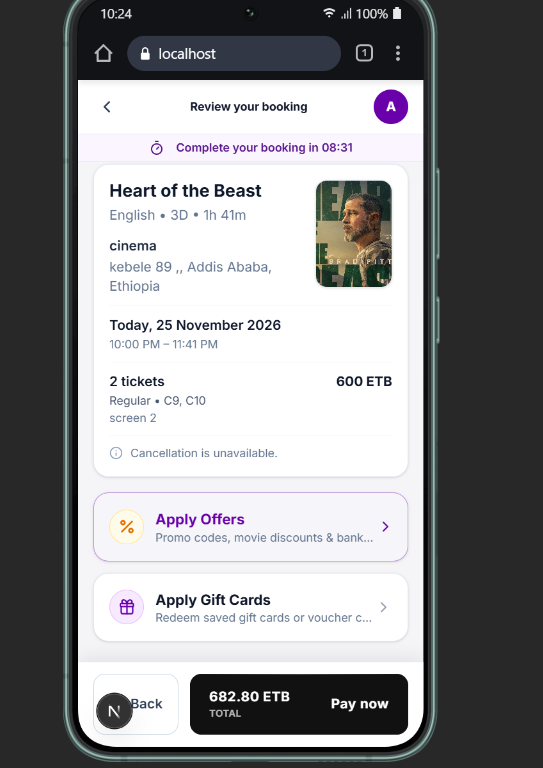 10:24
100%
localhost
1
Review your booking
A
Complete your booking in 08:31
Heart of the Beast
English • 3D • 1h 41m
cinema
kebele 89 ,, Addis Ababa,
Ethiopia
Today, 25 November 2026
10:00 PM – 11:41 PM
2 tickets
600 ETB
Regular • C9, C10
screen 2
Cancellation is unavailable.
Apply Offers
Promo codes, movie discounts & bank...
Apply Gift Cards
Redeem saved gift cards or voucher c...
N
Back
682.80 ETB
TOTAL
Pay now